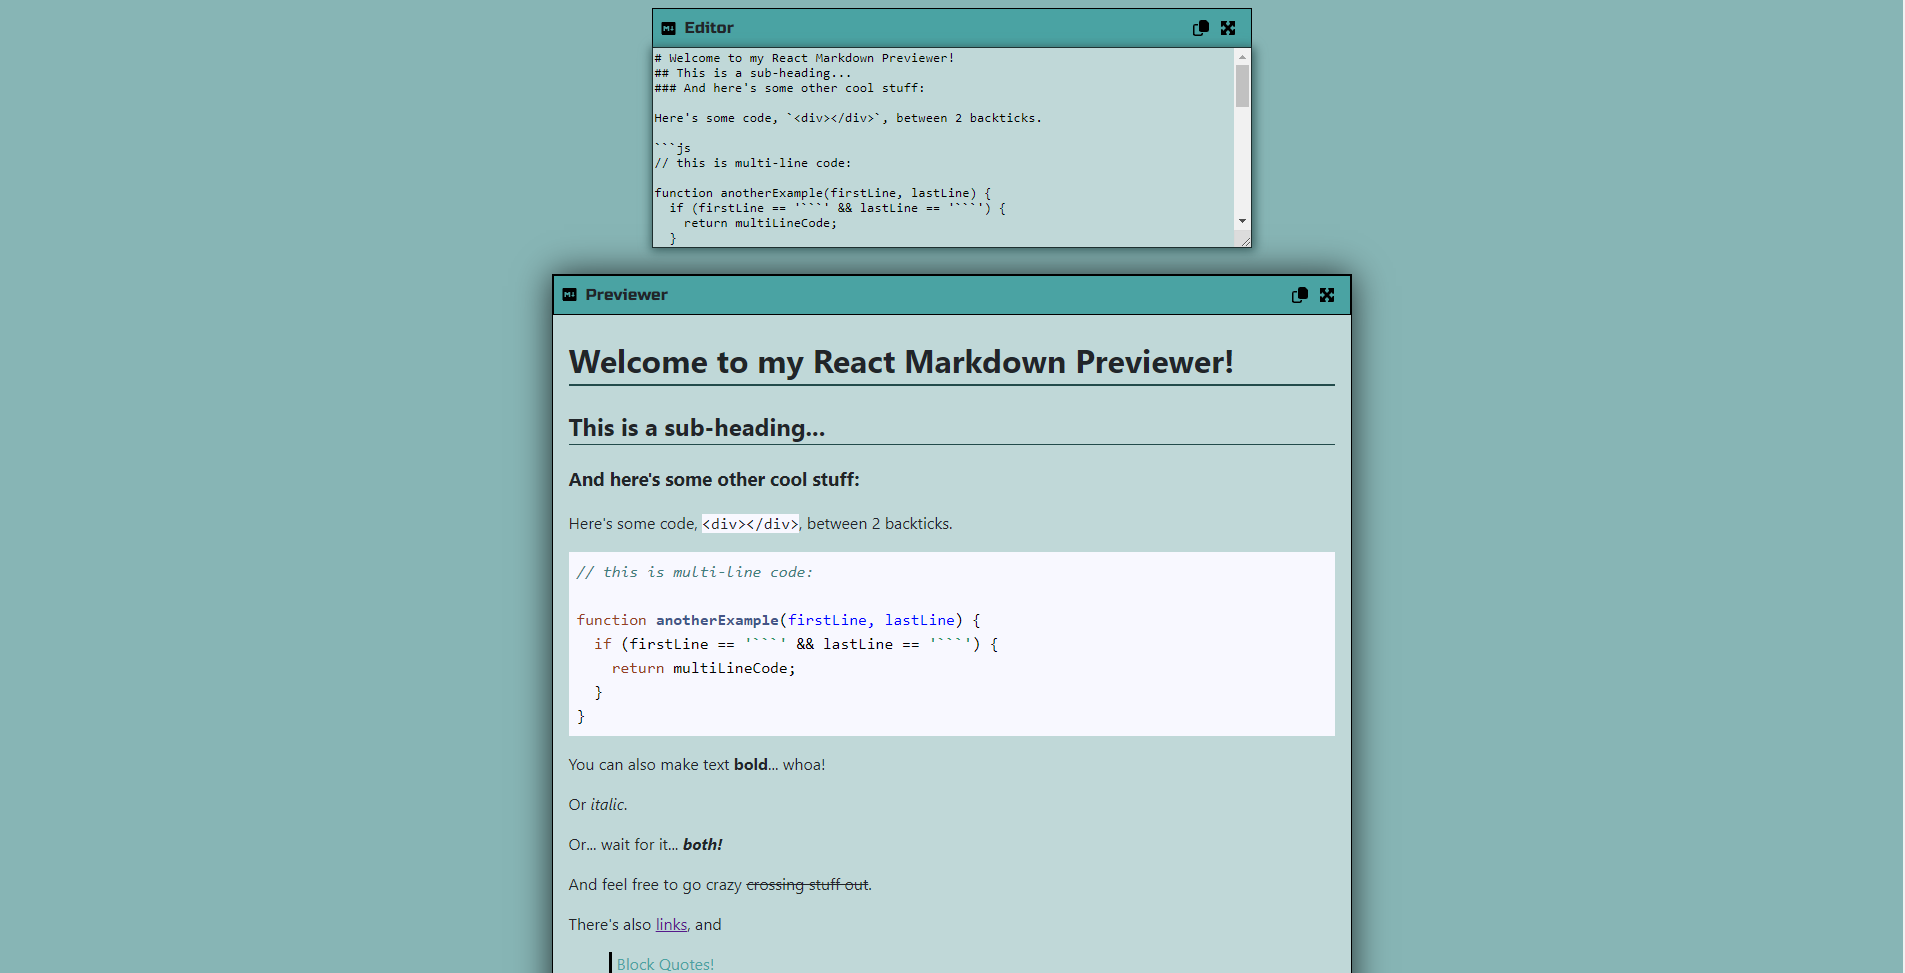 Editor
# Welcome to my React Markdown Previewer!
## This is a sub-heading...
### And here's some other cool stuff:
Here's some code, `<div></div>`, between 2 backticks.
```js
// this is multi-line code:
function anotherExample(firstLine, lastLine) {
  if (firstLine == '```' && lastLine == '```') {
    return multiLineCode;
  }
Previewer
Welcome to my React Markdown Previewer!
This is a sub-heading...
And here's some other cool stuff:
Here's some code, <div></div>, between 2 backticks.
// this is multi-line code:
function anotherExample(firstLine, lastLine) {
  if (firstLine == '```' && lastLine == '```') {
    return multiLineCode;
  }
}
You can also make text bold... whoa!
Or italic.
Or... wait for it... both!
And feel free to go crazy crossing stuff out.
There's also links, and
Block Quotes!